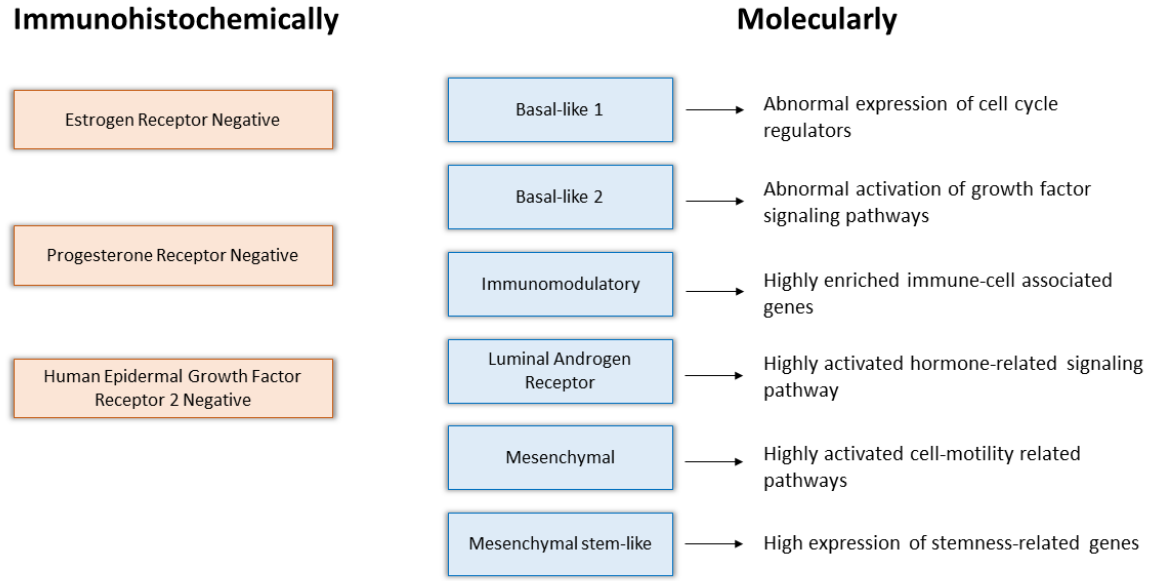 Immunohistochemically
Estrogen Receptor Negative
Progesterone Receptor Negative
Human Epidermal Growth Factor
Receptor 2 Negative
Molecularly
Basal-like 1
Abnormal expression of cell cycle
regulators
Basal-like 2
Abnormal activation of growth factor
signaling pathways
Immunomodulatory
Highly enriched immune-cell associated
genes
Luminal Androgen
Receptor
Highly activated hormone-related signaling
pathway
Mesenchymal
Highly activated cell-motility related
pathways
Mesenchymal stem-like
High expression of stemness-related genes